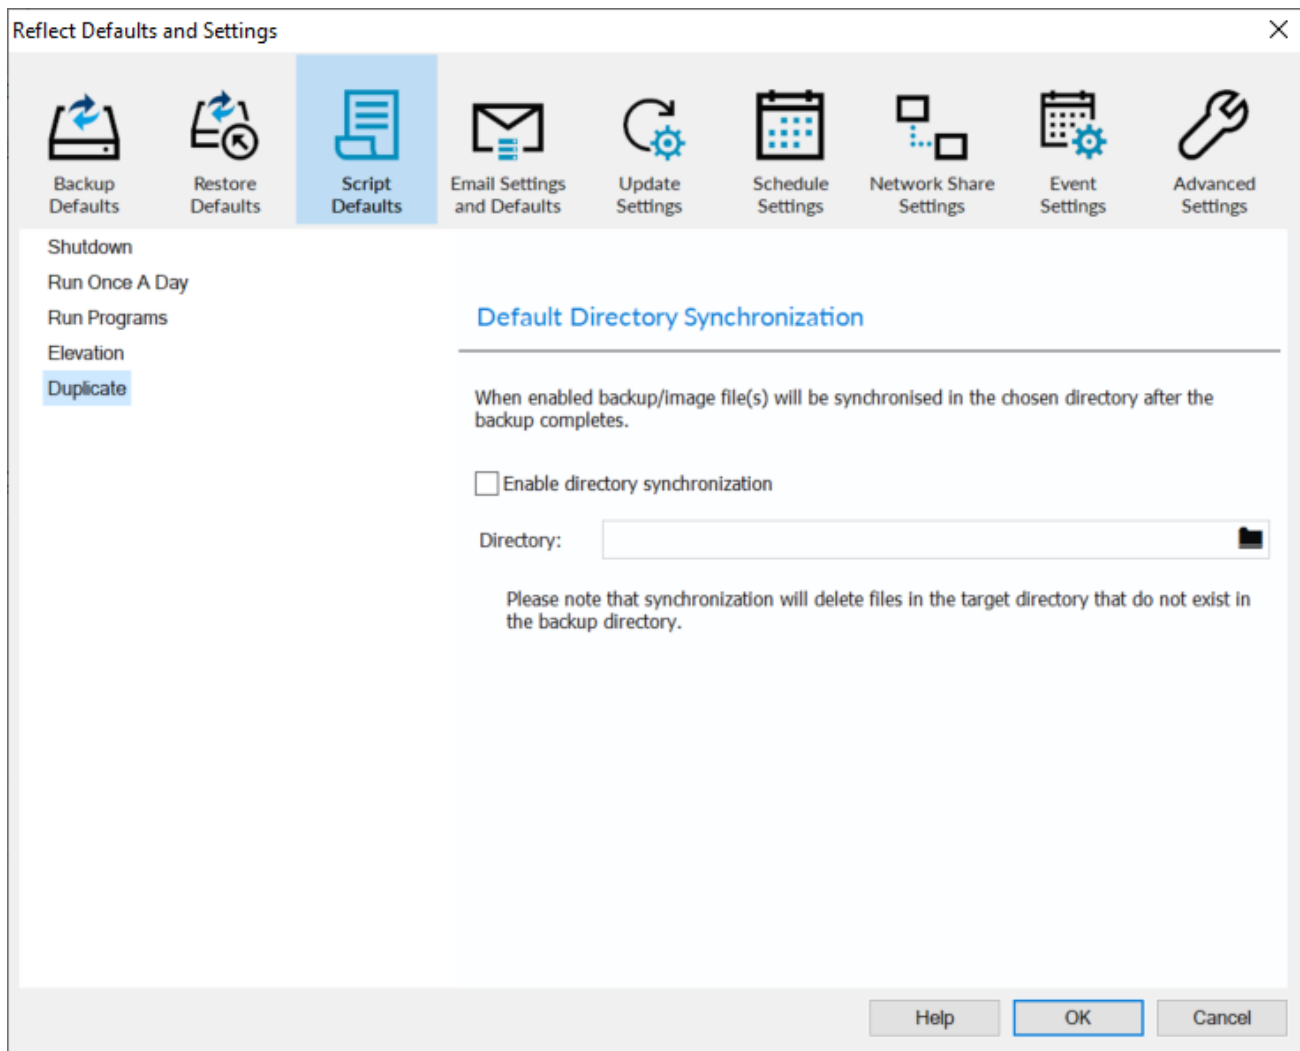 Reflect Defaults and Settings
Backup
Defaults
Restore
Defaults
Script
Defaults
Email Settings
and Defaults
Update
Settings
Schedule
Settings
Network Share
Settings
Event
Settings
Advanced
Settings
Shutdown
Run Once A Day
Run Programs
Elevation
Duplicate
Default Directory Synchronization
When enabled backup/image file(s) will be synchronised in the chosen directory after the
backup completes.
Enable directory synchronization
Directory:
Please note that synchronization will delete files in the target directory that do not exist in
the backup directory.
Help
OK
Cancel